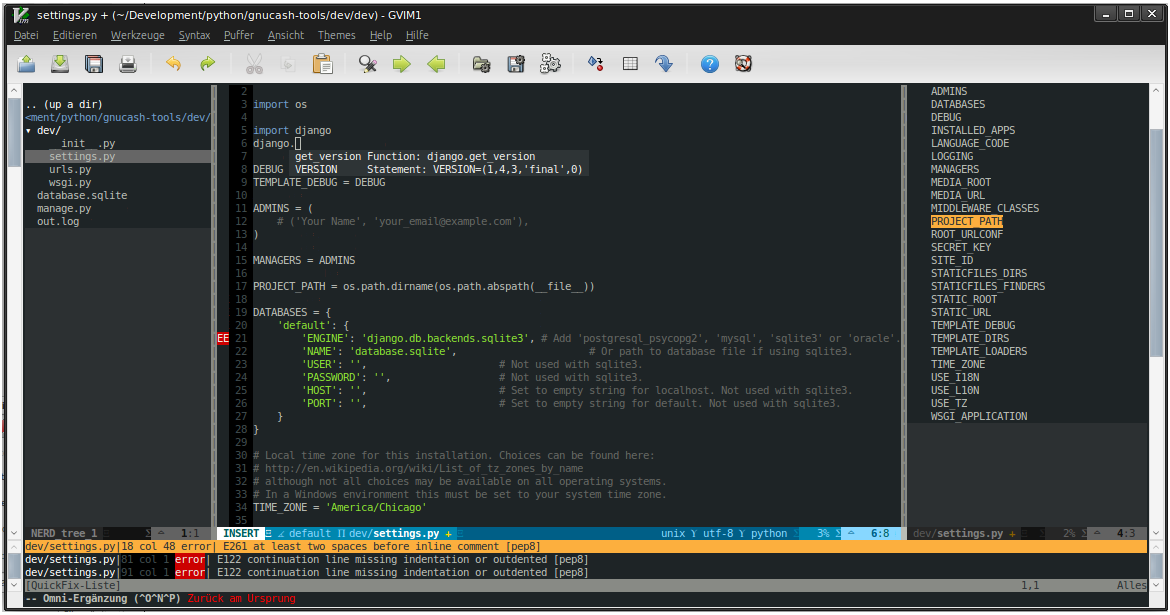 settings.py + (~/Development/python/gnucash-tools/dev/dev) - GVIM1
Datei Editieren Werkzeuge Syntax Puffer Ansicht Themes Help Hilfe
.. (up a dir)
<ment/python/gnucash-tools/dev/
▾ dev/
__init__.py
settings.py
urls.py
wsgi.py
database.sqlite
manage.py
out.log
2
3 import os
4
5 import django
6 django.
7 get_version Function: django.get_version
8 DEBUG VERSION Statement: VERSION=(1,4,3,'final',0)
9 TEMPLATE_DEBUG = DEBUG
10
11 ADMINS = (
12 # ('Your Name', 'your_email@example.com'),
13 )
14
15 MANAGERS = ADMINS
16
17 PROJECT_PATH = os.path.dirname(os.path.abspath(__file__))
18
19 DATABASES = {
20 'default': {
EE 21 'ENGINE': 'django.db.backends.sqlite3', # Add 'postgresql_psycopg2', 'mysql', 'sqlite3' or 'oracle'.
22 'NAME': 'database.sqlite', # Or path to database file if using sqlite3.
23 'USER': '', # Not used with sqlite3.
24 'PASSWORD': '', # Not used with sqlite3.
25 'HOST': '', # Set to empty string for localhost. Not used with sqlite3.
26 'PORT': '', # Set to empty string for default. Not used with sqlite3.
27 }
28 }
29
30 # Local time zone for this installation. Choices can be found here:
31 # http://en.wikipedia.org/wiki/List_of_tz_zones_by_name
32 # although not all choices may be available on all operating systems.
33 # In a Windows environment this must be set to your system time zone.
34 TIME_ZONE = 'America/Chicago'
35
ADMINS
DATABASES
DEBUG
INSTALLED_APPS
LANGUAGE_CODE
LOGGING
MANAGERS
MEDIA_ROOT
MEDIA_URL
MIDDLEWARE_CLASSES
PROJECT_PATH
ROOT_URLCONF
SECRET_KEY
SITE_ID
STATICFILES_DIRS
STATICFILES_FINDERS
STATIC_ROOT
STATIC_URL
TEMPLATE_DEBUG
TEMPLATE_DIRS
TEMPLATE_LOADERS
TIME_ZONE
USE_I18N
USE_L10N
USE_TZ
WSGI_APPLICATION
NERD_tree_1 1:1
INSERT default dev/settings.py + unix utf-8 python 3% 6:8
dev/settings.py + 2% 4:3
dev/settings.py|18 col 48 error| E261 at least two spaces before inline comment [pep8]
dev/settings.py|81 col 1 error| E122 continuation line missing indentation or outdented [pep8]
dev/settings.py|91 col 1 error| E122 continuation line missing indentation or outdented [pep8]
[QuickFix-Liste] 1,1 Alles
-- Omni-Ergänzung (^O^N^P) Zurück am Ursprung